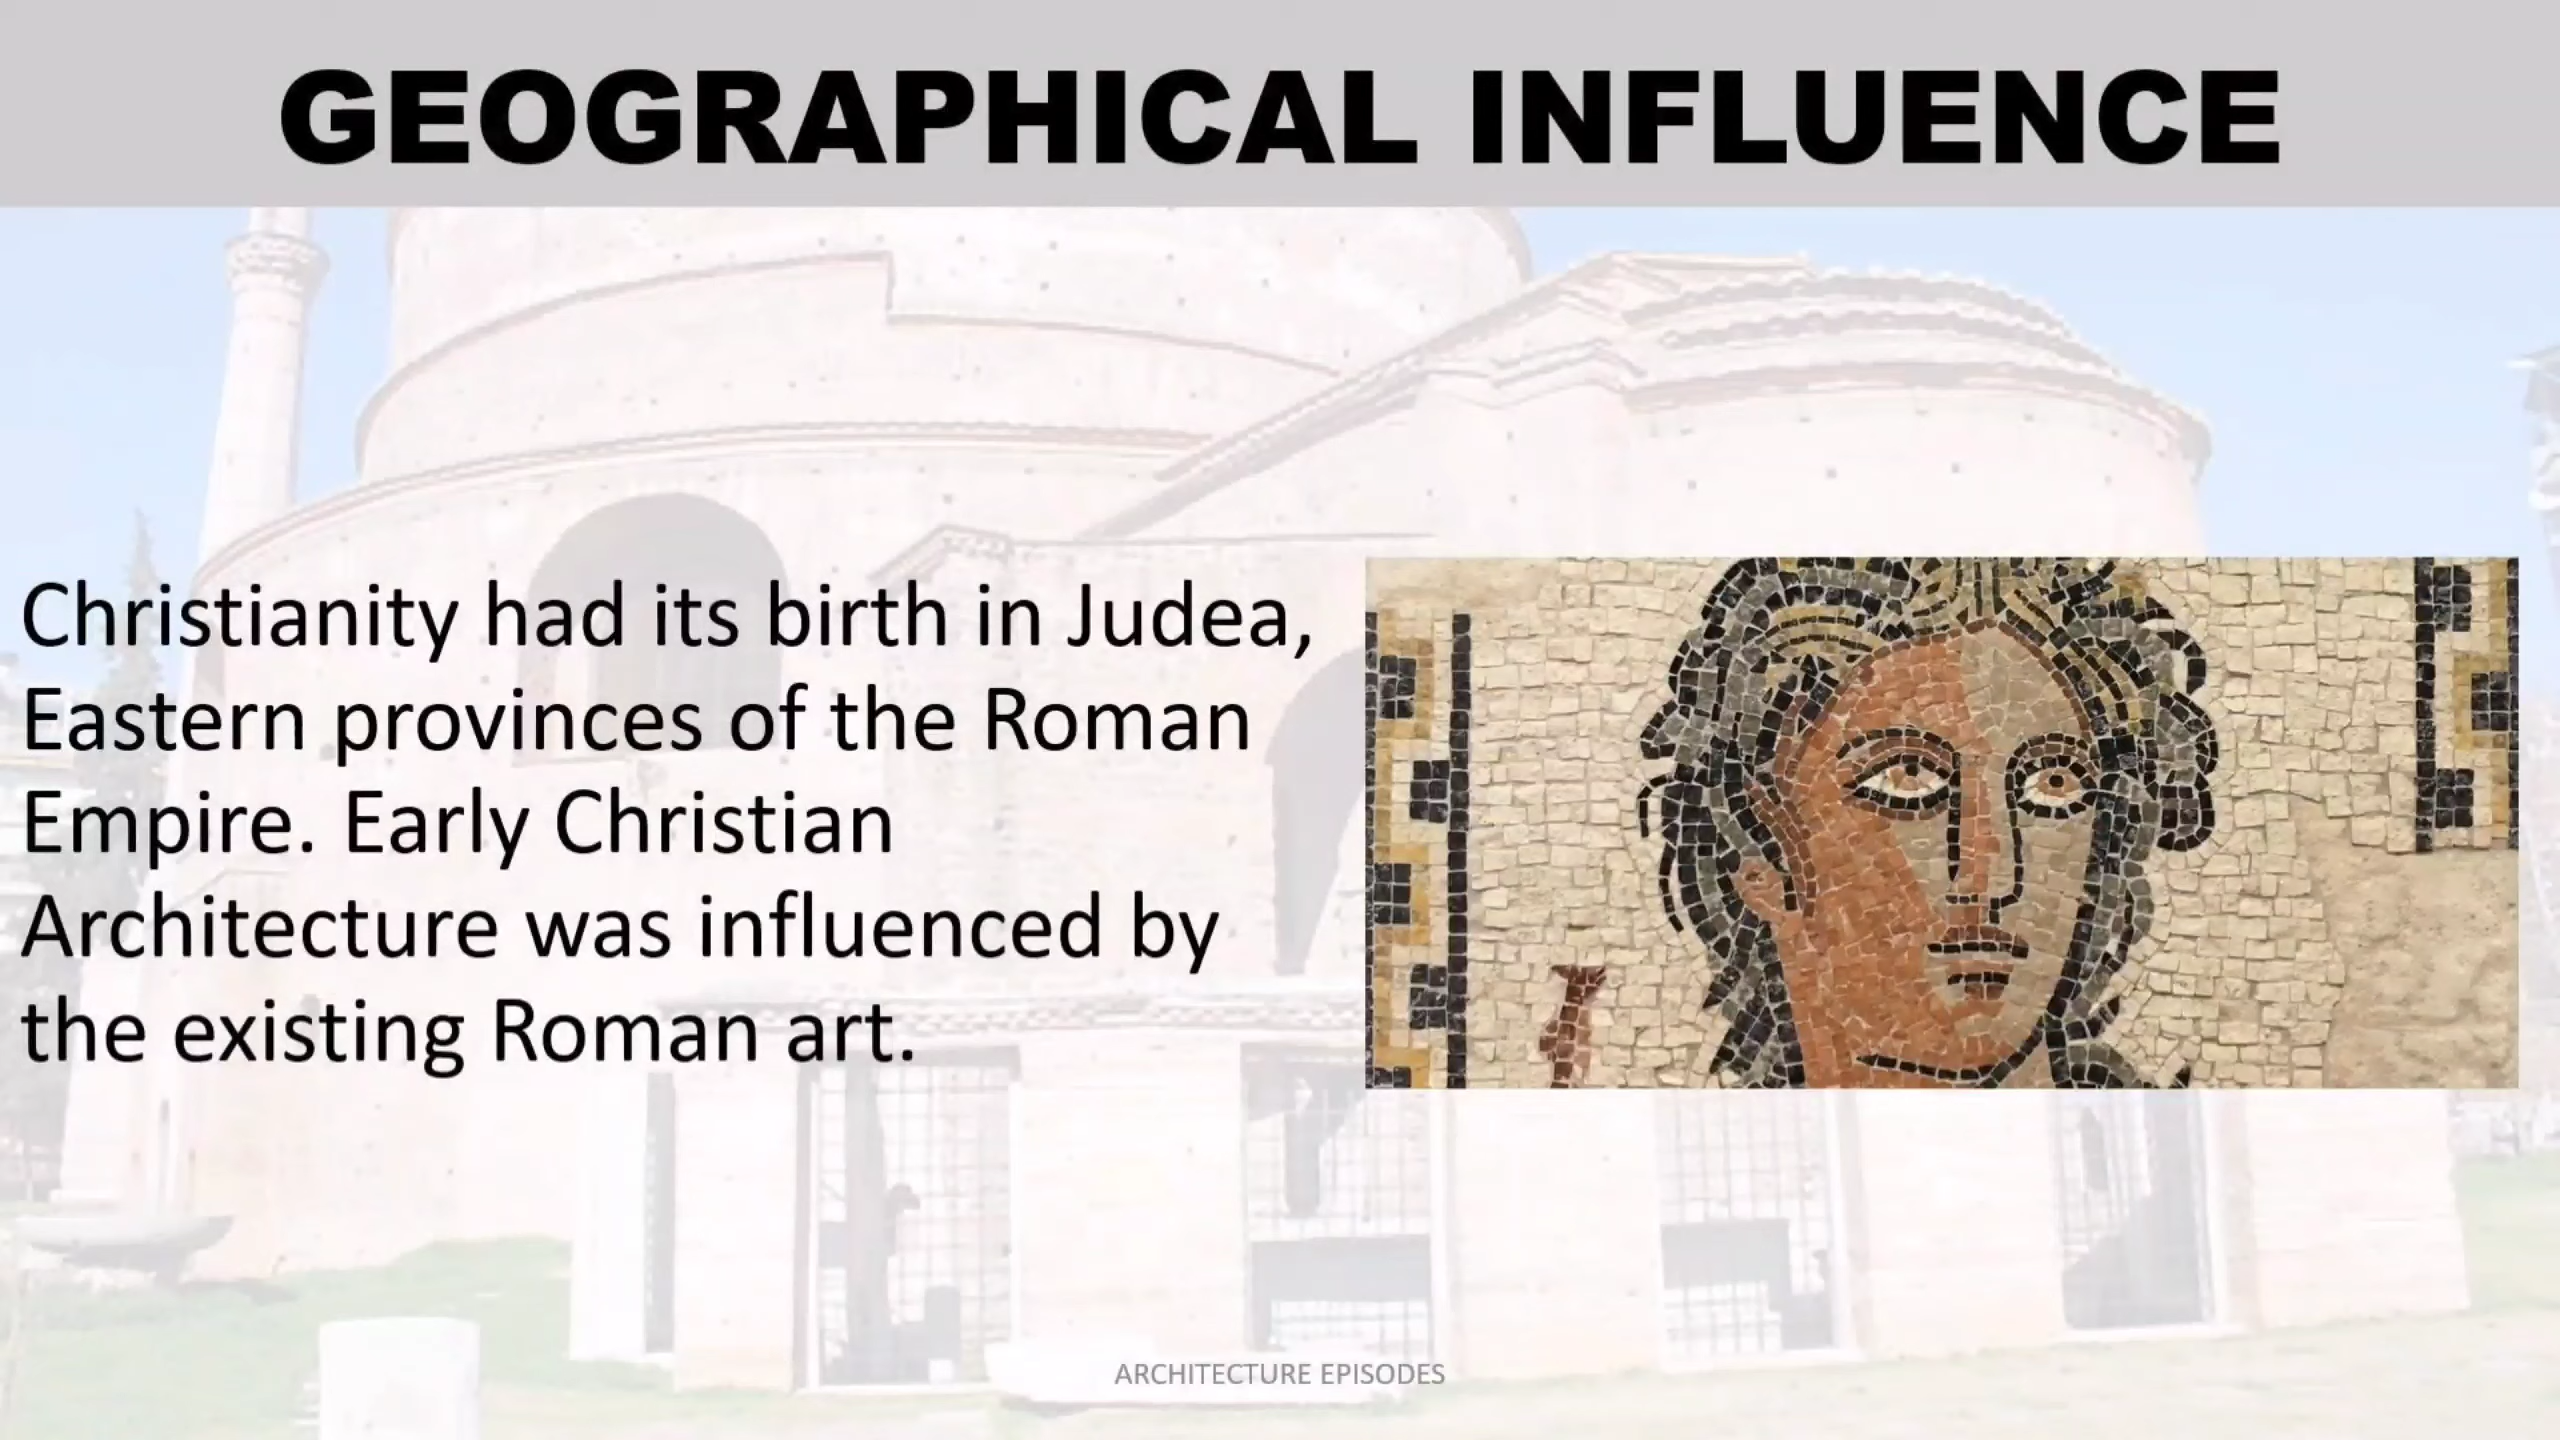 GEOGRAPHICAL INFLUENCE
Christianity had its birth in Judea,
Eastern provinces of the Roman
Empire. Early Christian
Architecture was influenced by
the existing Roman art.
ARCHITECTURE EPISODES